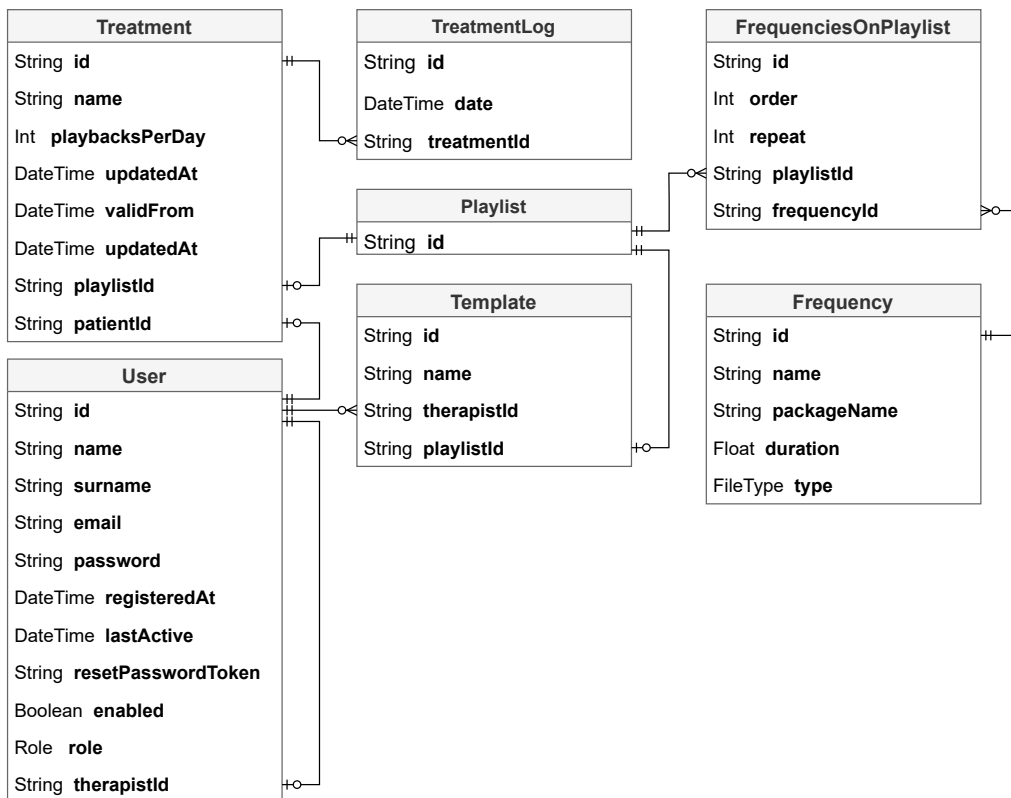 Treatment
String id
String name
Int playbacksPerDay
DateTime updatedAt
DateTime validFrom
DateTime updatedAt
String playlistId
String patientId
User
String id
String name
String surname
String email
String password
DateTime registeredAt
DateTime lastActive
String resetPasswordToken
Boolean enabled
Role role
String therapistId
TreatmentLog
String id
DateTime date
String treatmentId
Playlist
String id
Template
String id
String name
String therapistId
String playlistId
FrequenciesOnPlaylist
String id
Int order
Int repeat
String playlistId
String frequencyId
Frequency
String id
String name
String packageName
Float duration
FileType type